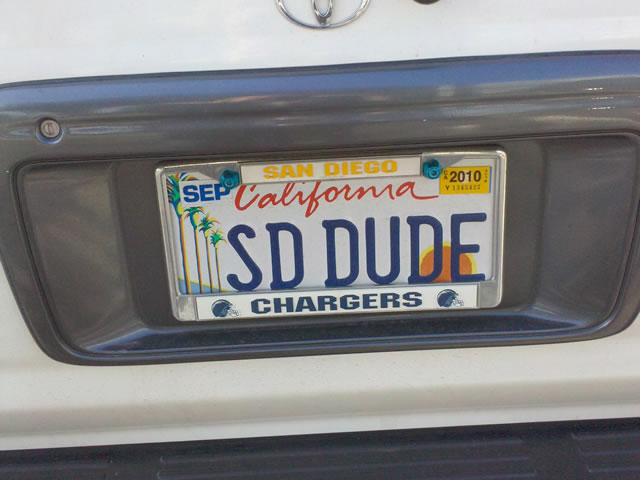 SAN DIEGO
SEP California 2010
SD DUDE
CHARGERS